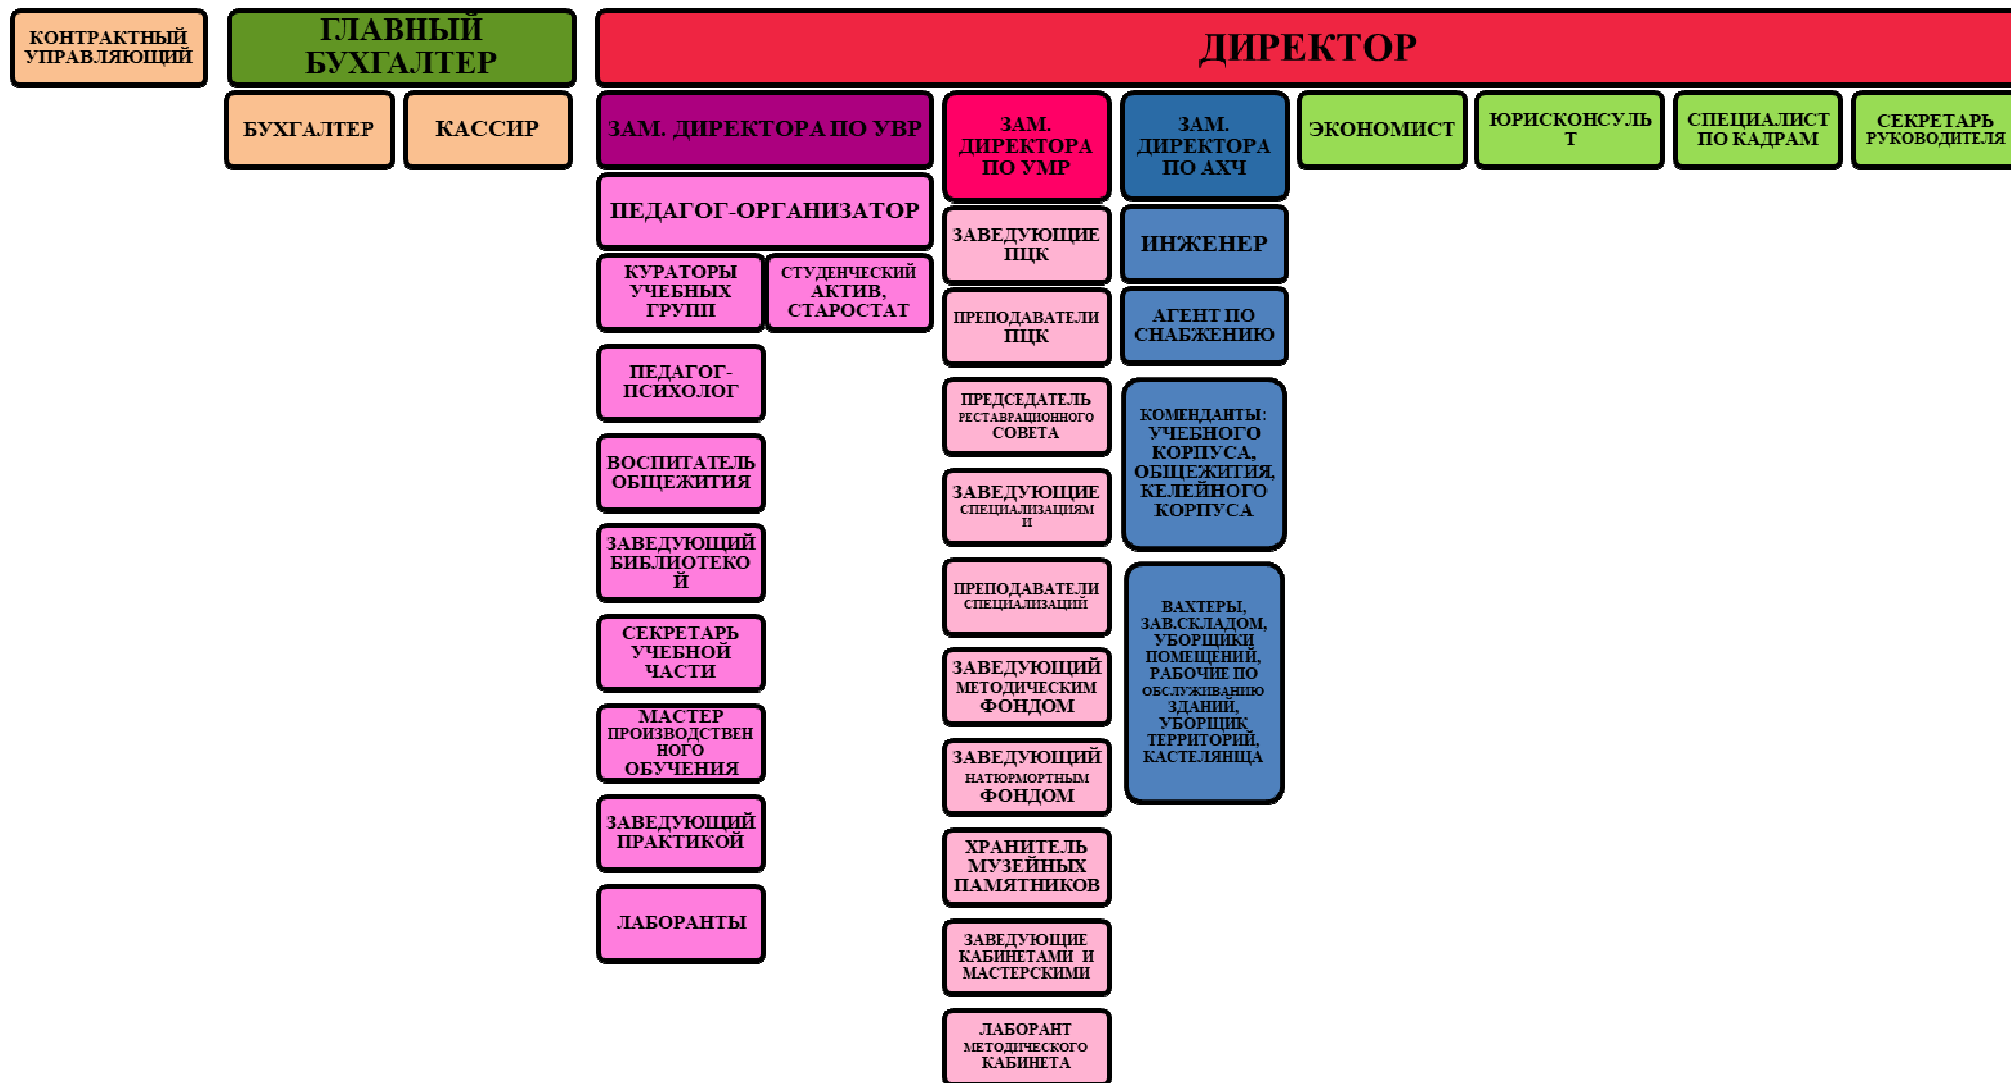 КОНТРАКТНЫЙ
УПРАВЛЯЮЩИЙ
ГЛАВНЫЙ
БУХГАЛТЕР
ДИРЕКТОР
БУХГАЛТЕР
КАССИР
ЗАМ. ДИРЕКТОРА ПО УВР
ЗАМ.
ДИРЕКТОРА
ПО УМР
ЗАМ.
ДИРЕКТОРА
ПО АХЧ
ЭКОНОМИСТ
ЮРИСКОНСУЛЬ
Т
СПЕЦИАЛИСТ
ПО КАДРАМ
СЕКРЕТАРЬ
РУКОВОДИТЕЛЯ
ПЕДАГОГ-ОРГАНИЗАТОР
КУРАТОРЫ
УЧЕБНЫХ
ГРУПП
СТУДЕНЧЕСКИЙ
АКТИВ,
СТАРОСТАТ
ПЕДАГОГ-
ПСИХОЛОГ
ВОСПИТАТЕЛЬ
ОБЩЕЖИТИЯ
ЗАВЕДУЮЩИЙ
БИБЛИОТЕКО
Й
СЕКРЕТАРЬ
УЧЕБНОЙ
ЧАСТИ
МАСТЕР
ПРОИЗВОДСТВЕН
НОГО
ОБУЧЕНИЯ
ЗАВЕДУЮЩИЙ
ПРАКТИКОЙ
ЛАБОРАНТЫ
ЗАВЕДУЮЩИЕ
ПЦК
ПРЕПОДАВАТЕЛИ
ПЦК
ПРЕДСЕДАТЕЛЬ
РЕСТАВРАЦИОННОГО
СОВЕТА
ЗАВЕДУЮЩИЕ
СПЕЦИАЛИЗАЦИЯМ
И
ПРЕПОДАВАТЕЛИ
СПЕЦИАЛИЗАЦИЙ
ЗАВЕДУЮЩИЙ
МЕТОДИЧЕСКИМ
ФОНДОМ
ЗАВЕДУЮЩИЙ
НАТЮРМОРТНЫМ
ФОНДОМ
ХРАНИТЕЛЬ
МУЗЕЙНЫХ
ПАМЯТНИКОВ
ЗАВЕДУЮЩИЕ
КАБИНЕТАМИ И
МАСТЕРСКИМИ
ЛАБОРАНТ
МЕТОДИЧЕСКОГО
КАБИНЕТА
ИНЖЕНЕР
АГЕНТ ПО
СНАБЖЕНИЮ
КОМЕНДАНТЫ:
УЧЕБНОГО
КОРПУСА,
ОБЩЕЖИТИЯ,
КЕЛЕЙНОГО
КОРПУСА
ВАХТЕРЫ,
ЗАВ.СКЛАДОМ,
УБОРЩИКИ
ПОМЕЩЕНИЙ,
РАБОЧИЕ ПО
ОБСЛУЖИВАНИЮ
ЗДАНИЙ,
УБОРЩИК
ТЕРРИТОРИЙ,
КАСТЕЛЯНЩА